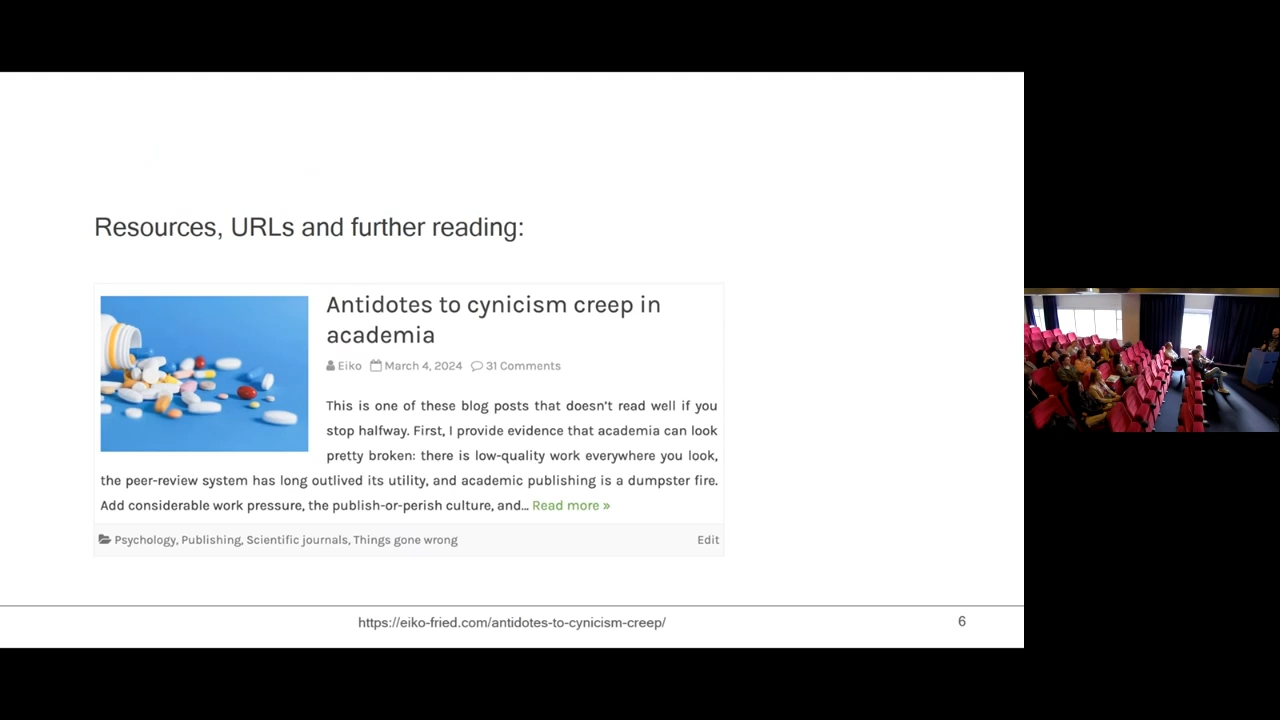 Resources, URLs and further reading:
Antidotes to cynicism creep in
academia
Eiko March 4, 2024 31 Comments
This is one of these blog posts that doesn't read well if you
stop halfway. First, I provide evidence that academia can look
pretty broken: there is low-quality work everywhere you look,
the peer-review system has long outlived its utility, and academic publishing is a dumpster fire.
Add considerable work pressure, the publish-or-perish culture, and... Read more »
Psychology, Publishing, Scientific journals, Things gone wrong Edit
https://eiko-fried.com/antidotes-to-cynicism-creep/ 6